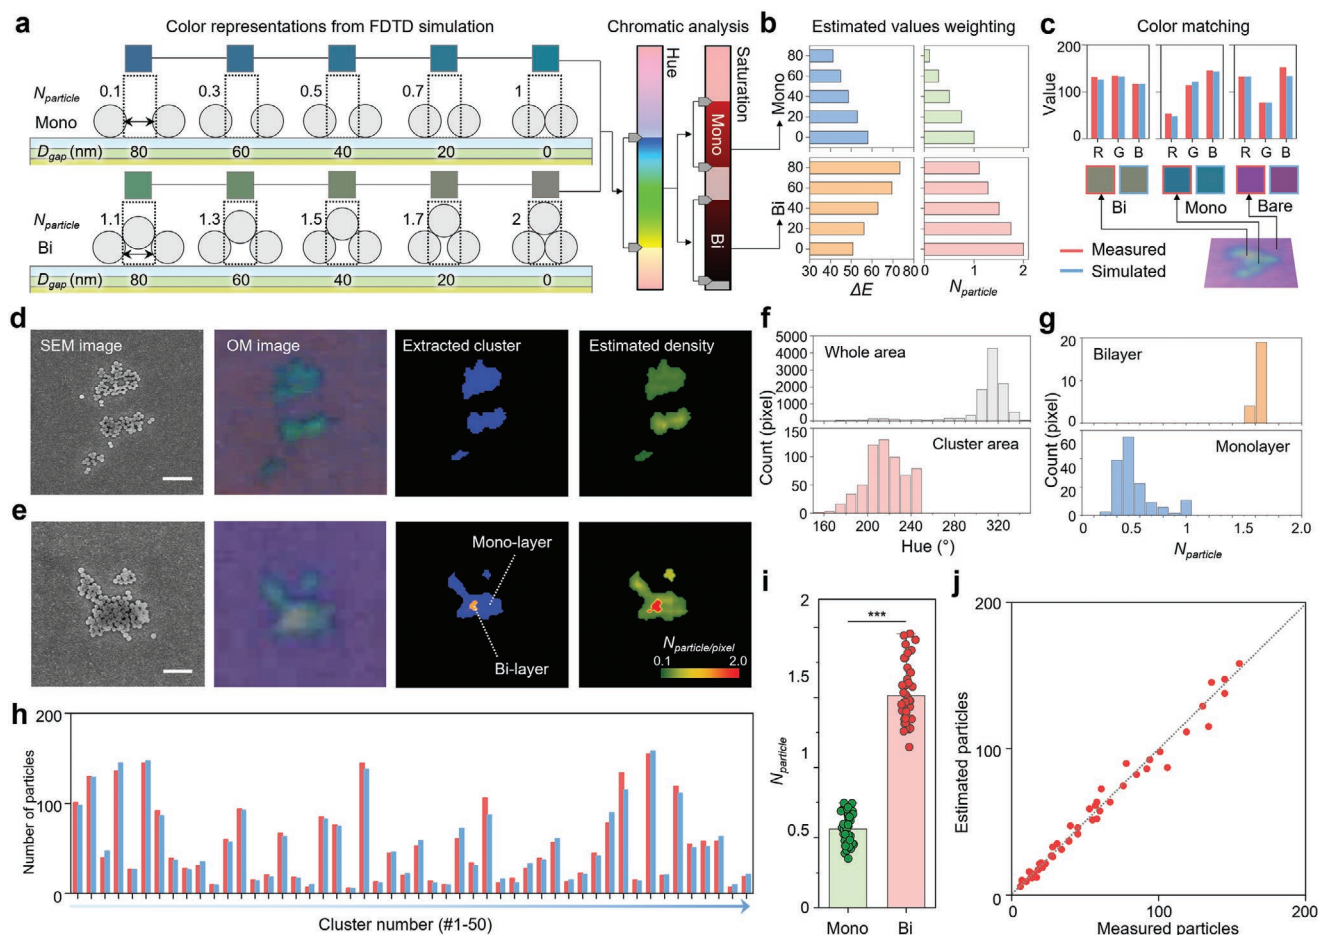 a
Color representations from FDTD simulation
Chromatic analysis
N particle
0.1
0.3
0.5
0.7
1
Mono
D gap (nm)
80
60
40
20
0
N particle
1.1
1.3
1.5
1.7
2
Bi
D gap (nm)
80
60
40
20
0
Hue
Saturation
Mono
Bi
b
Estimated values weighting
Mono
80
60
40
20
0
Bi
80
60
40
20
0
30 40 50 60 70 80
ΔE
0 1 2
N particle
c
Color matching
Value
200
100
0
R G B
R G B
R G B
Bi
Mono
Bare
Measured
Simulated
d
SEM image
OM image
Extracted cluster
Estimated density
e
Mono-layer
Bi-layer
N particle/pixel
0.1
2.0
f
Count (pixel)
5000
4000
3000
2000
1000
0
Whole area
150
100
50
0
Cluster area
160 200 240 280 320
Hue (°)
g
Count (pixel)
20
10
0
Bilayer
60
40
20
0
Monolayer
0 0.5 1 1.5 2.0
N particle
h
Number of particles
200
100
0
Cluster number (#1-50)
i
N particle
2
1.5
1
0.5
0
***
Mono
Bi
j
Estimated particles
200
100
0
0 100 200
Measured particles